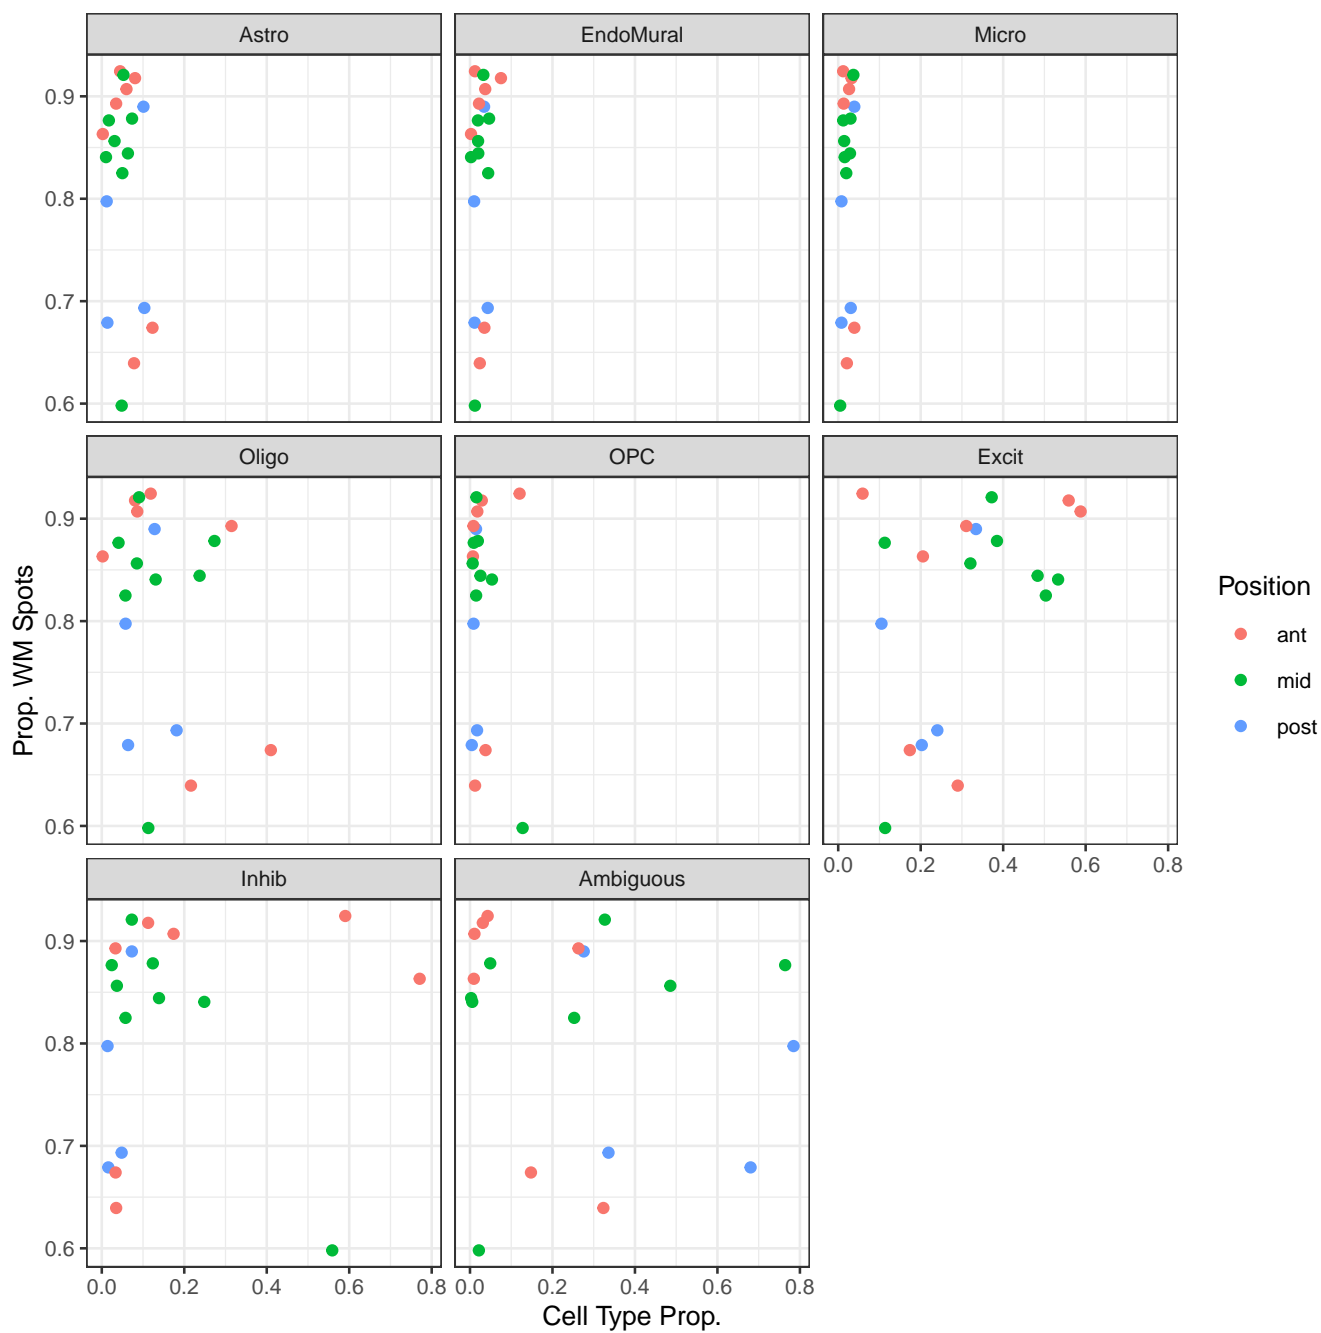 Astro EndoMural Micro
0.9
0.8
0.7
0.6
Oligo OPC Excit
0.9
0.8
0.7
0.6
0.0 0.2 0.4 0.6 0.8
Inhib Ambiguous
0.9
0.8
0.7
0.6
0.0 0.2 0.4 0.6 0.8 0.0 0.2 0.4 0.6 0.8
Cell Type Prop.
Prop. WM Spots
Position
ant
mid
post